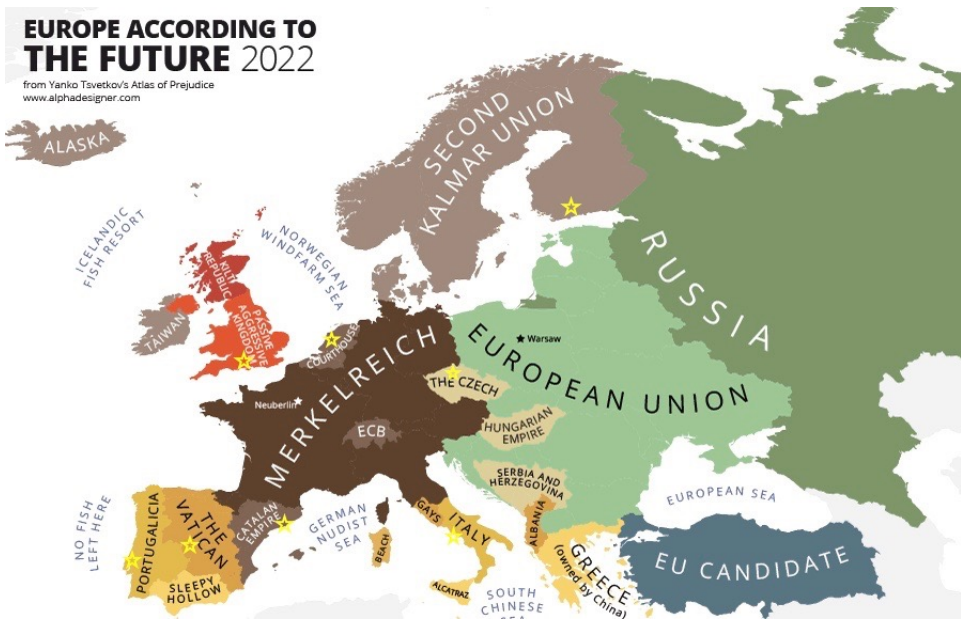 EUROPE ACCORDING TO
THE FUTURE 2022
from Yanko Tsvetkov's Atlas of Prejudice
www.alphadesigner.com
ALASKA
SECOND
KALMAR UNION
ICELANDIC
FISH RESORT
NORWEGIAN
WINDFARM SEA
KILT
REPUBLIC
TAIWAN
PASSIVE
AGGRESSIVE
KINGDOM
COURTHOUSE
RUSSIA
MERKELREICH
Neuberlin
ECB
EUROPEAN UNION
Warsaw
THE CZECH
HUNGARIAN
EMPIRE
SERBIA AND
HERZEGOVINA
EUROPEAN SEA
NO FISH
LEFT HERE
PORTUGALICIA
THE
VATICAN
SLEEPY
HOLLOW
CATALAN
EMPIRE
GERMAN
NUDIST
SEA
BEACH
GAYS
ITALY
ALCATRAZ
ALBANIA
GREECE
(owned by China)
EU CANDIDATE
SOUTH
CHINESE